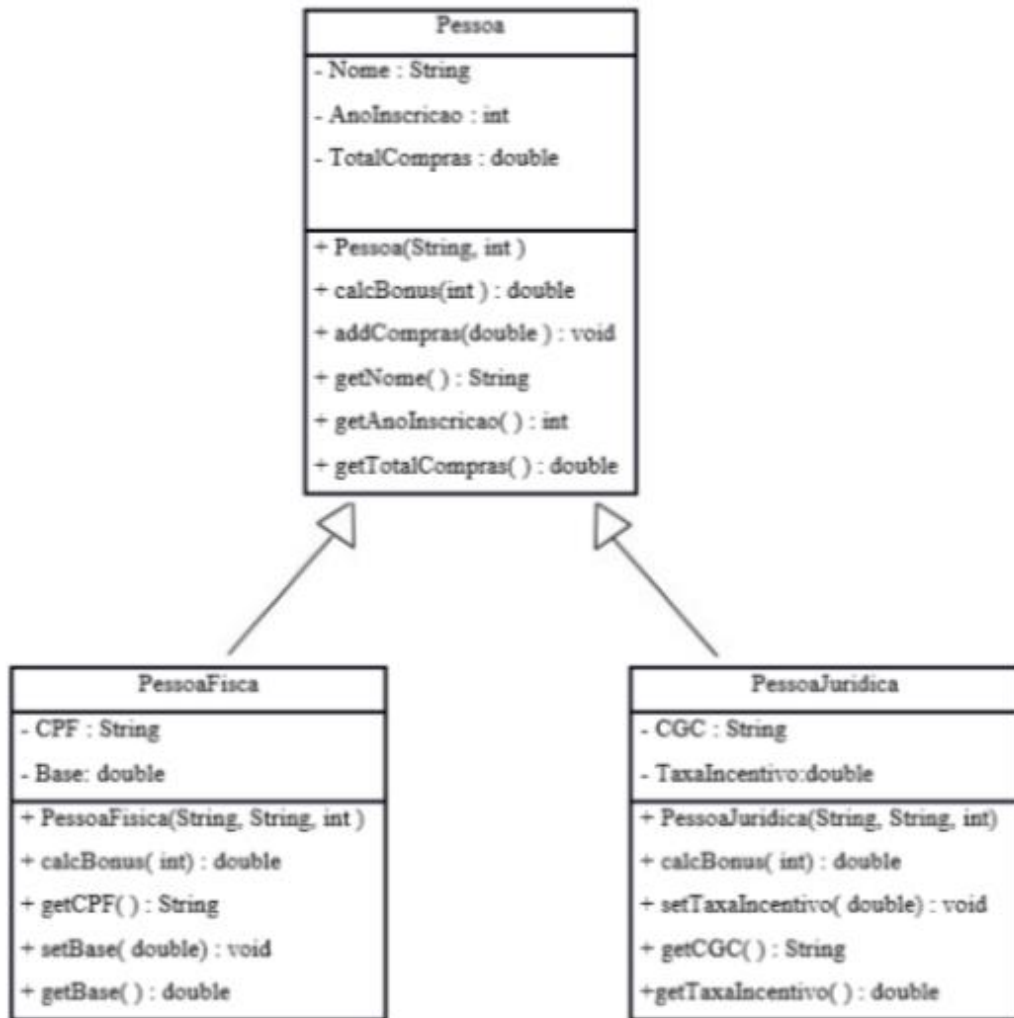 Pessoa
- Nome : String
- AnoInscricao : int
- TotalCompras : double
+ Pessoa(String, int )
+ calcBonus(int ) : double
+ addCompras(double ) : void
+ getNome( ) : String
+ getAnoInscricao( ) : int
+ getTotalCompras( ) : double
PessoaFisca
- CPF : String
- Base: double
+ PessoaFisica(String, String, int )
+ calcBonus( int) : double
+ getCPF( ) : String
+ setBase( double) : void
+ getBase( ) : double
PessoaJuridica
- CGC : String
- TaxaIncentivo:double
+ PessoaJuridica(String, String, int)
+ calcBonus( int) : double
+ setTaxaIncentivo( double) : void
+ getCGC( ) : String
+getTaxaIncentivo( ) : double